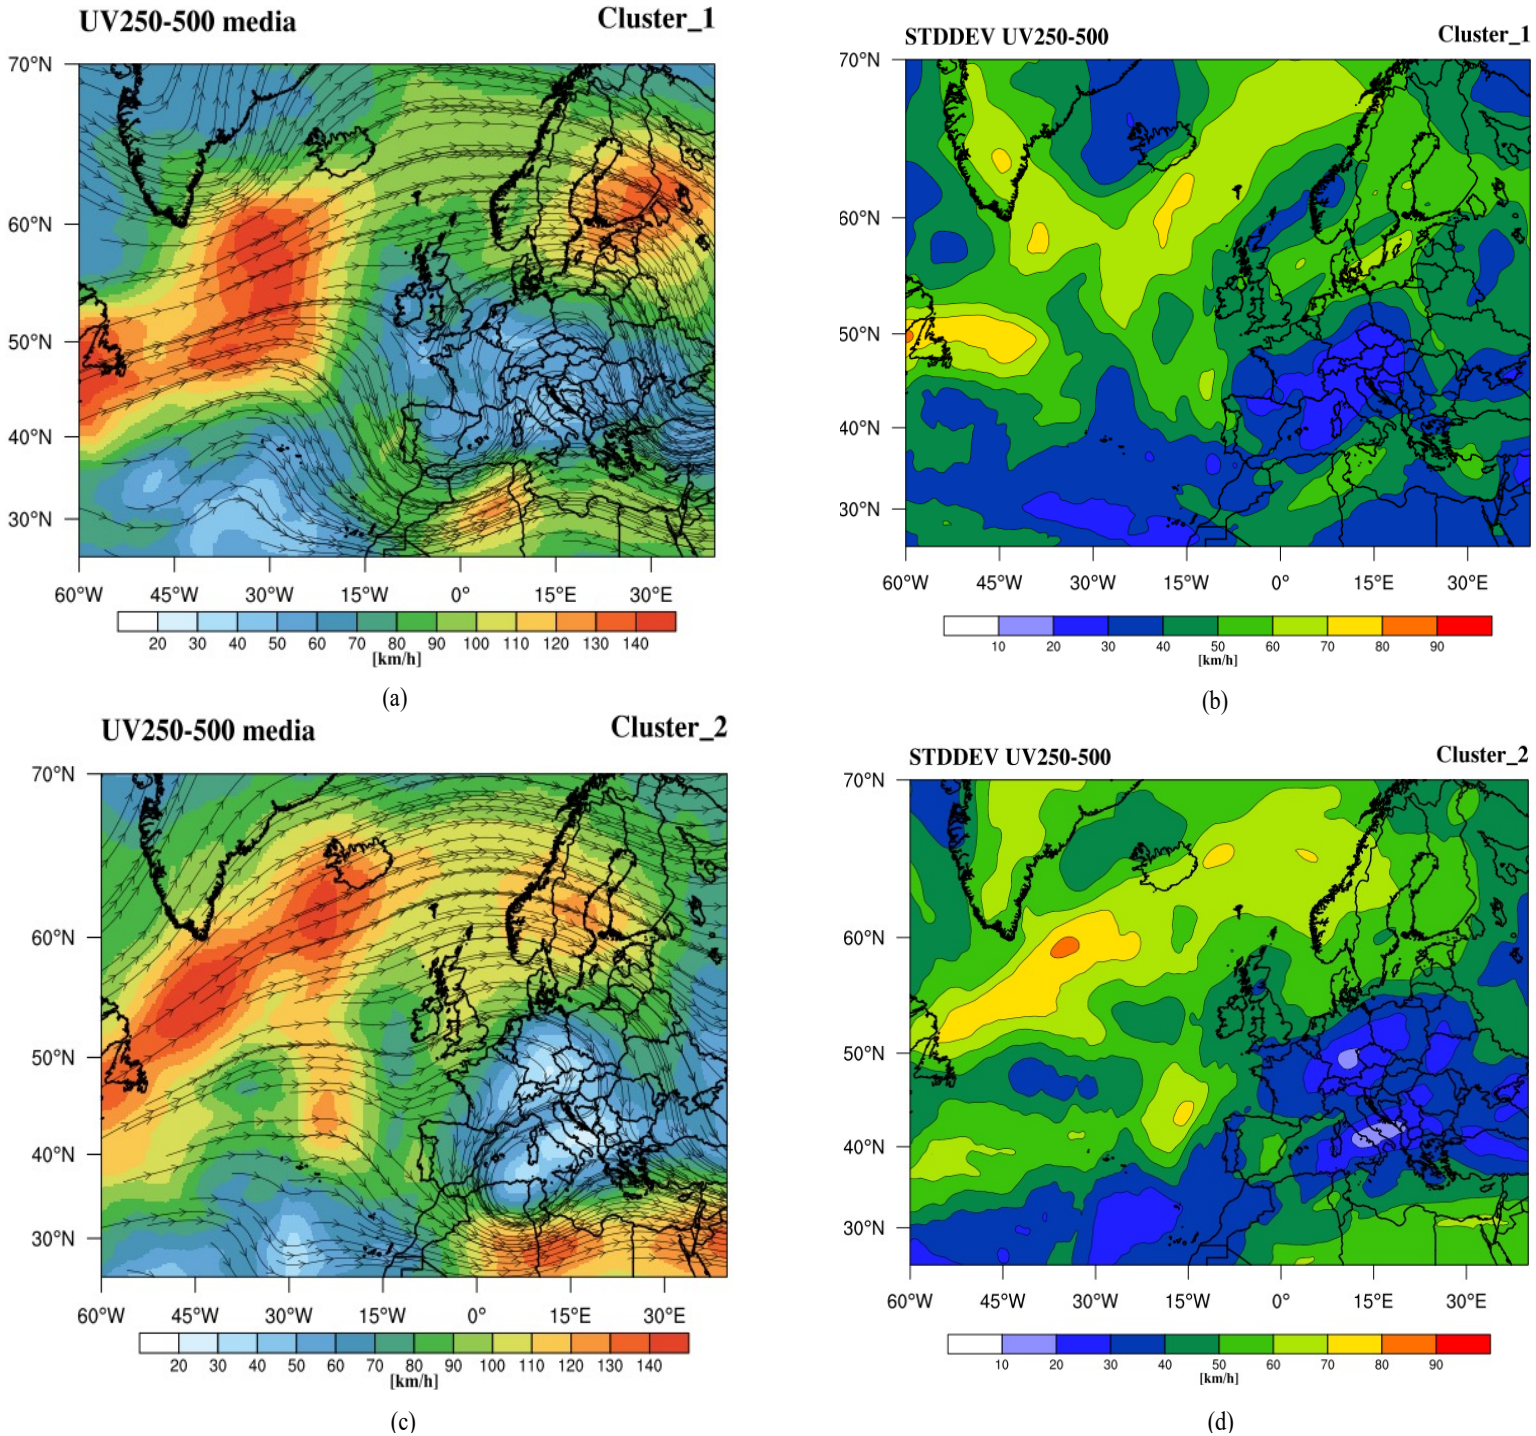 UV250-500 media Cluster_1
70°N
60°N
50°N
40°N
30°N
60°W 45°W 30°W 15°W 0° 15°E 30°E
20 30 40 50 60 70 80 90 100 110 120 130 140
[km/h]
(a)
STDDEV UV250-500 Cluster_1
70°N
60°N
50°N
40°N
30°N
60°W 45°W 30°W 15°W 0° 15°E 30°E
10 20 30 40 50 60 70 80 90
[km/h]
(b)
UV250-500 media Cluster_2
70°N
60°N
50°N
40°N
30°N
60°W 45°W 30°W 15°W 0° 15°E 30°E
20 30 40 50 60 70 80 90 100 110 120 130 140
[km/h]
(c)
STDDEV UV250-500 Cluster_2
70°N
60°N
50°N
40°N
30°N
60°W 45°W 30°W 15°W 0° 15°E 30°E
10 20 30 40 50 60 70 80 90
[km/h]
(d)